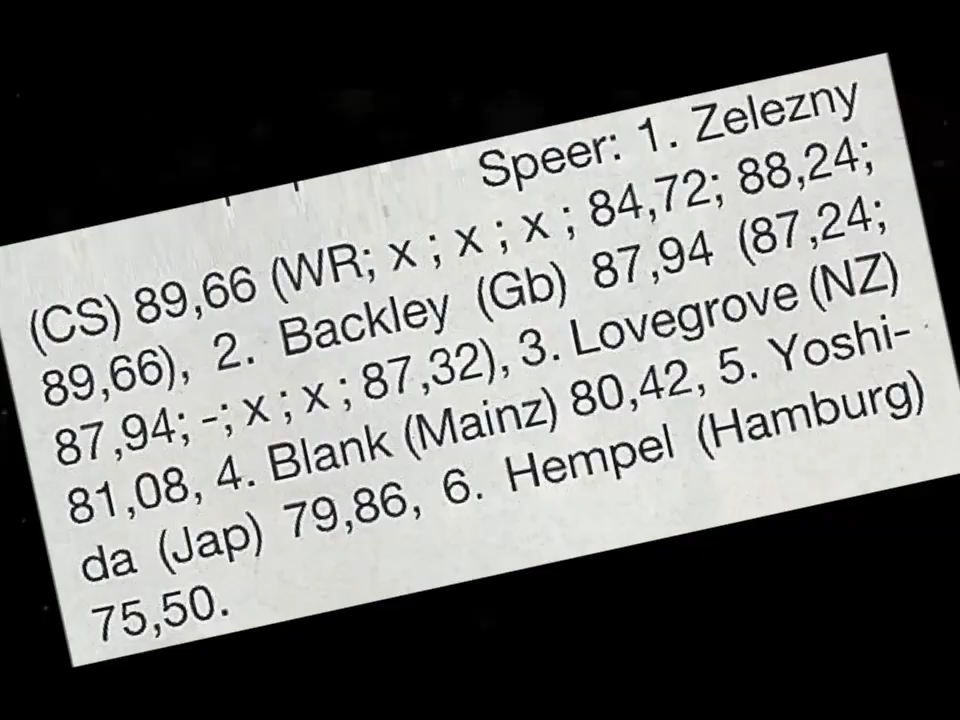 Speer: 1. Zelezny
(CS) 89,66 (WR; x ; x ; x ; 84,72; 88,24;
89,66), 2. Backley (Gb) 87,94 (87,24;
87,94; -; x ; x ; 87,32), 3. Lovegrove (NZ)
81,08, 4. Blank (Mainz) 80,42, 5. Yoshi-
da (Jap) 79,86, 6. Hempel (Hamburg)
75,50.